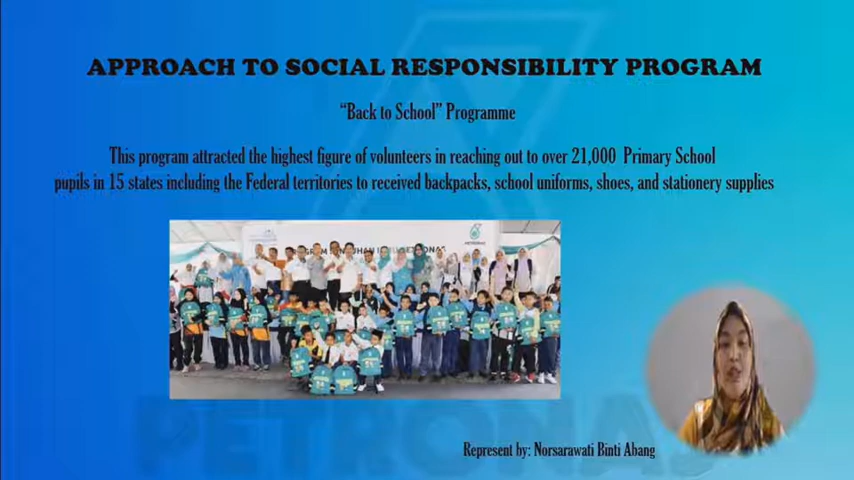 APPROACH TO SOCIAL RESPONSIBILITY PROGRAM
“Back to School” Programme
This program attracted the highest figure of volunteers in reaching out to over 21,000 Primary School
pupils in 15 states including the Federal territories to received backpacks, school uniforms, shoes, and stationery supplies
PETRONAS
PETRONAS
Represent by: Norsarawati Binti Abang